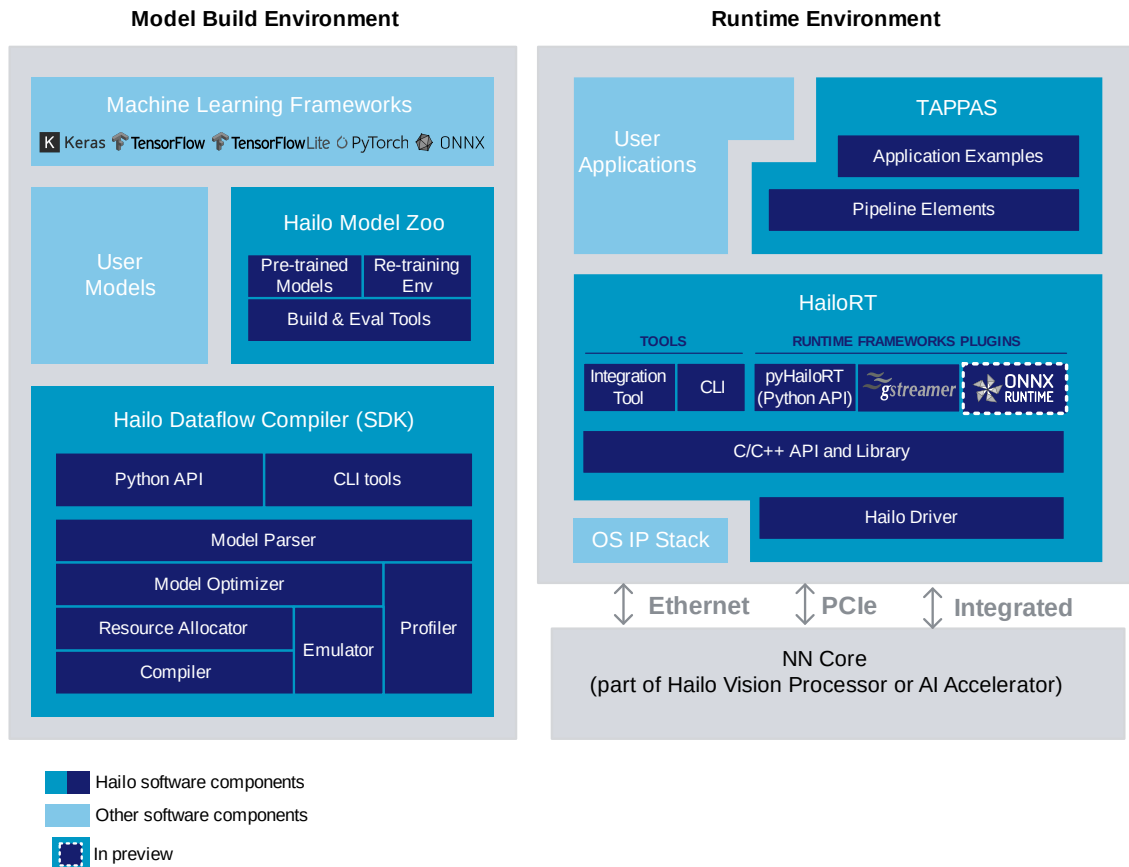 Model Build Environment
Machine Learning Frameworks
K Keras TensorFlow TensorFlowLite PyTorch ONNX
User
Models
Hailo Model Zoo
Pre-trained
Models
Re-training
Env
Build & Eval Tools
Hailo Dataflow Compiler (SDK)
Python API
CLI tools
Model Parser
Model Optimizer
Resource Allocator
Compiler
Emulator
Profiler
Runtime Environment
User
Applications
TAPPAS
Application Examples
Pipeline Elements
HailoRT
TOOLS
RUNTIME FRAMEWORKS PLUGINS
Integration
Tool
CLI
pyHailoRT
(Python API)
gstreamer
ONNX
RUNTIME
C/C++ API and Library
Hailo Driver
OS IP Stack
Ethernet
PCIe
Integrated
NN Core
(part of Hailo Vision Processor or AI Accelerator)
Hailo software components
Other software components
In preview